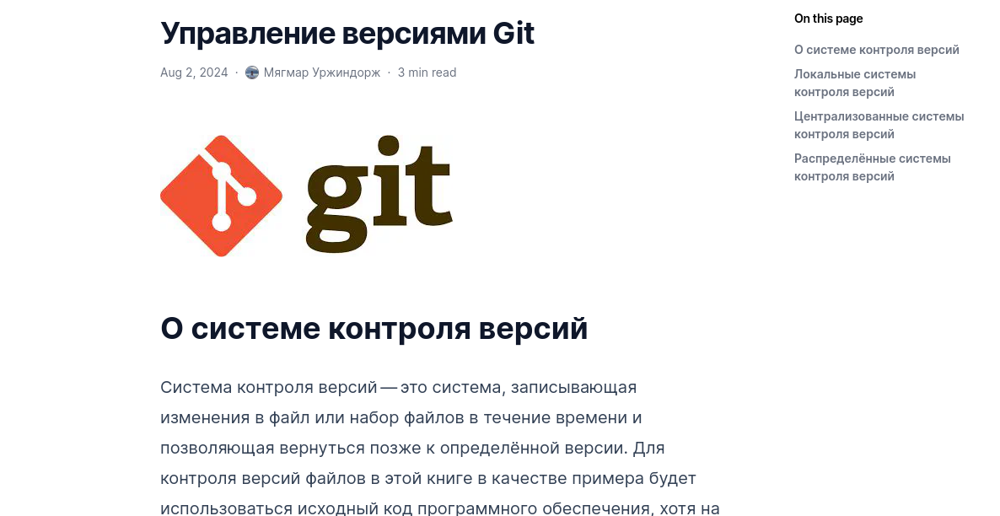 Управление версиями Git
Aug 2, 2024 · Мягмар Уржиндорж · 3 min read
git
О системе контроля версий
Система контроля версий — это система, записывающая
изменения в файл или набор файлов в течение времени и
позволяющая вернуться позже к определённой версии. Для
контроля версий файлов в этой книге в качестве примера будет
использоваться исходный код программного обеспечения, хотя на
On this page
О системе контроля версий
Локальные системы
контроля версий
Централизованные системы
контроля версий
Распределённые системы
контроля версий